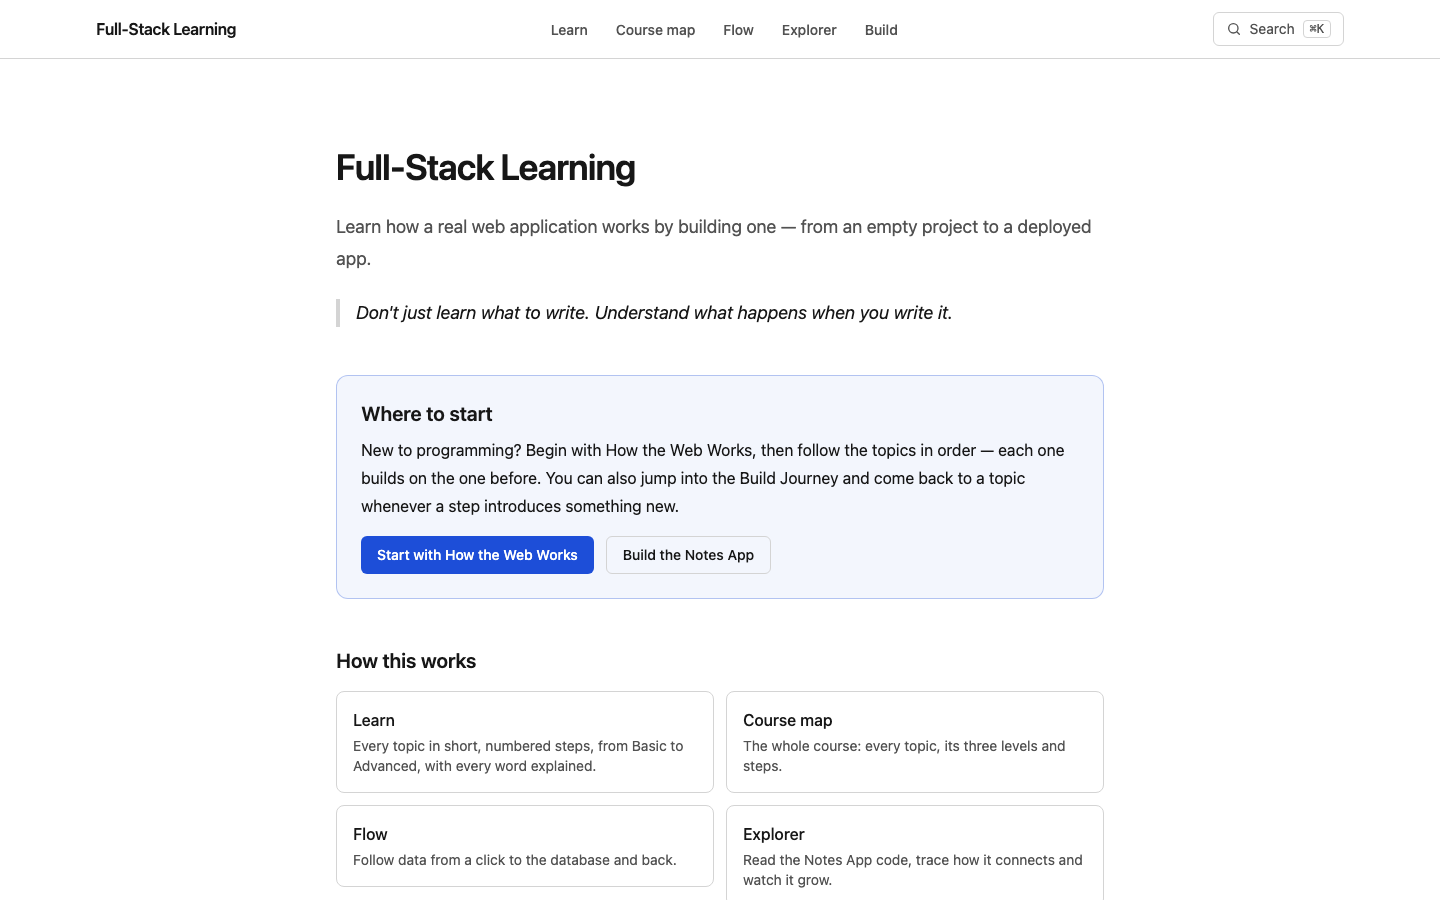 Full-Stack Learning
Learn
Course map
Flow
Explorer
Build
Search ⌘K
Full-Stack Learning
Learn how a real web application works by building one — from an empty project to a deployed
app.
Don't just learn what to write. Understand what happens when you write it.
Where to start
New to programming? Begin with How the Web Works, then follow the topics in order — each one
builds on the one before. You can also jump into the Build Journey and come back to a topic
whenever a step introduces something new.
Start with How the Web Works
Build the Notes App
How this works
Learn
Every topic in short, numbered steps, from Basic to
Advanced, with every word explained.
Course map
The whole course: every topic, its three levels and
steps.
Flow
Follow data from a click to the database and back.
Explorer
Read the Notes App code, trace how it connects and
watch it grow.